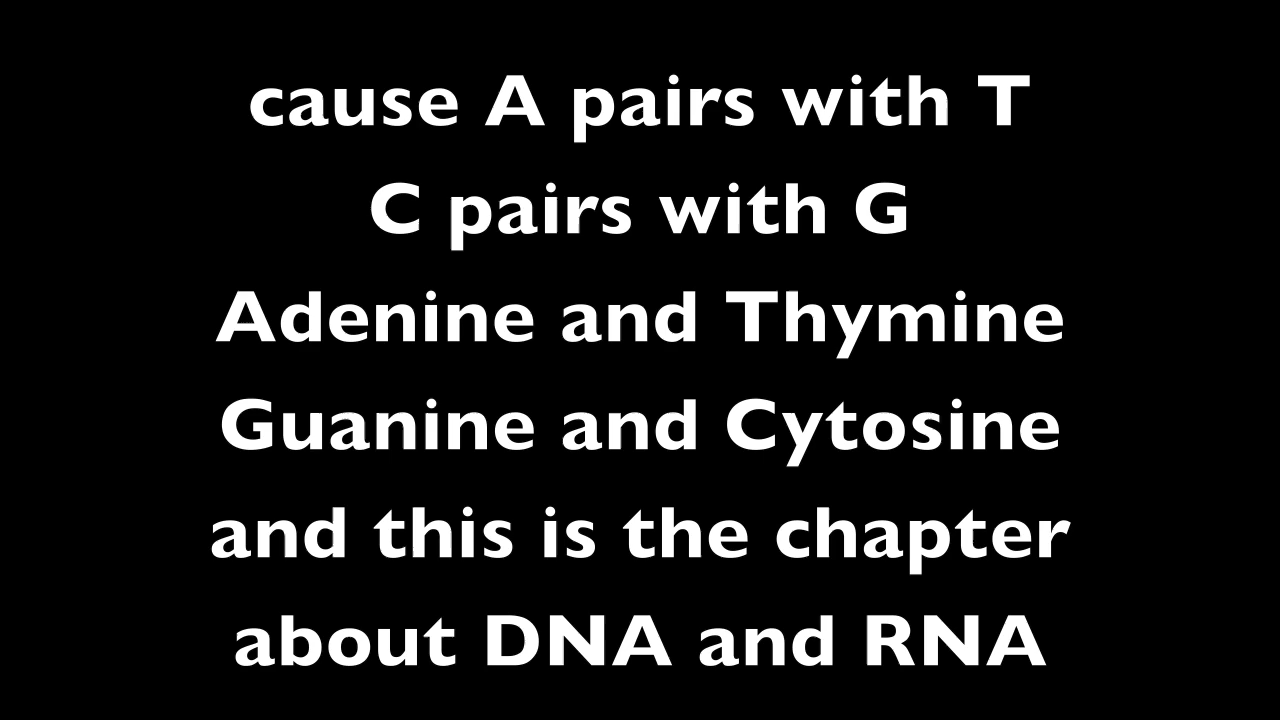 cause A pairs with T
C pairs with G
Adenine and Thymine
Guanine and Cytosine
and this is the chapter
about DNA and RNA